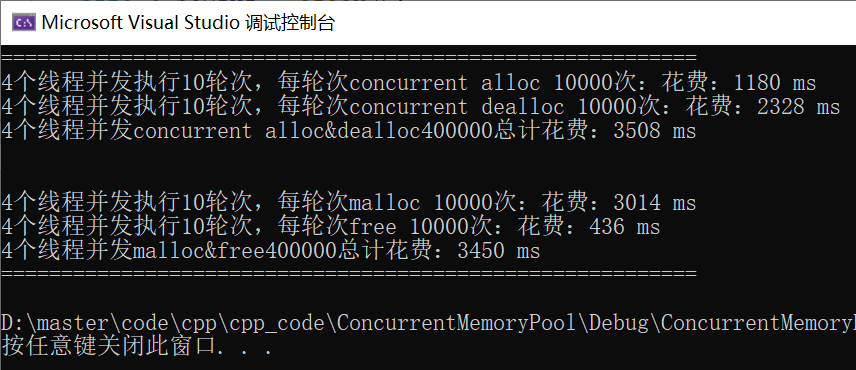 Microsoft Visual Studio 调试控制台
==========================================================
4个线程并发执行10轮次，每轮次concurrent alloc 10000次：花费：1180 ms
4个线程并发执行10轮次，每轮次concurrent dealloc 10000次：花费：2328 ms
4个线程并发concurrent alloc&dealloc400000总计花费：3508 ms
4个线程并发执行10轮次，每轮次malloc 10000次：花费：3014 ms
4个线程并发执行10轮次，每轮次free 10000次：花费：436 ms
4个线程并发malloc&free400000总计花费：3450 ms
==========================================================
D:\master\code\cpp\cpp_code\ConcurrentMemoryPool\Debug\ConcurrentMemory
按任意键关闭此窗口. . .